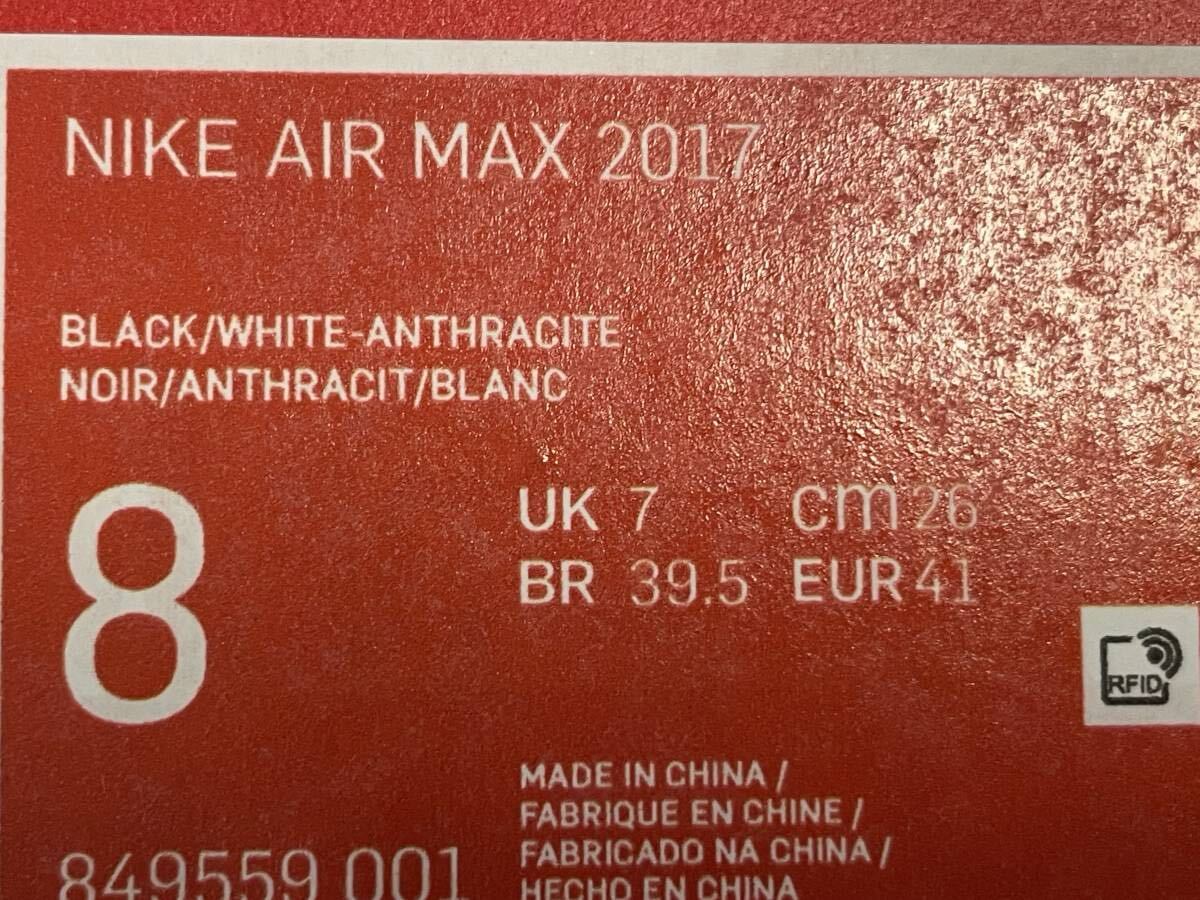 NIKE AIR MAX 2017
BLACK/WHITE-ANTHRACITE
NOIR/ANTHRACIT/BLANC
8
UK 7 cm 26
BR 39.5 EUR 41
RFID
MADE IN CHINA /
FABRIQUE EN CHINE /
FABRICADO NA CHINA /
HECHO EN CHINA
849559 001